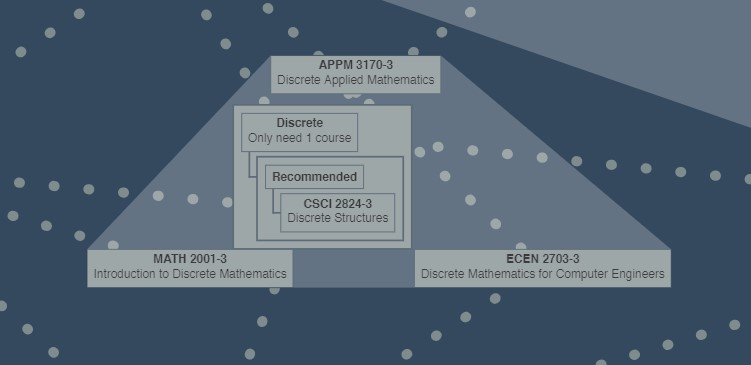 APPM 3170-3
Discrete Applied Mathematics
Discrete
Only need 1 course
Recommended
CSCI 2824-3
Discrete Structures
MATH 2001-3
Introduction to Discrete Mathematics
ECEN 2703-3
Discrete Mathematics for Computer Engineers